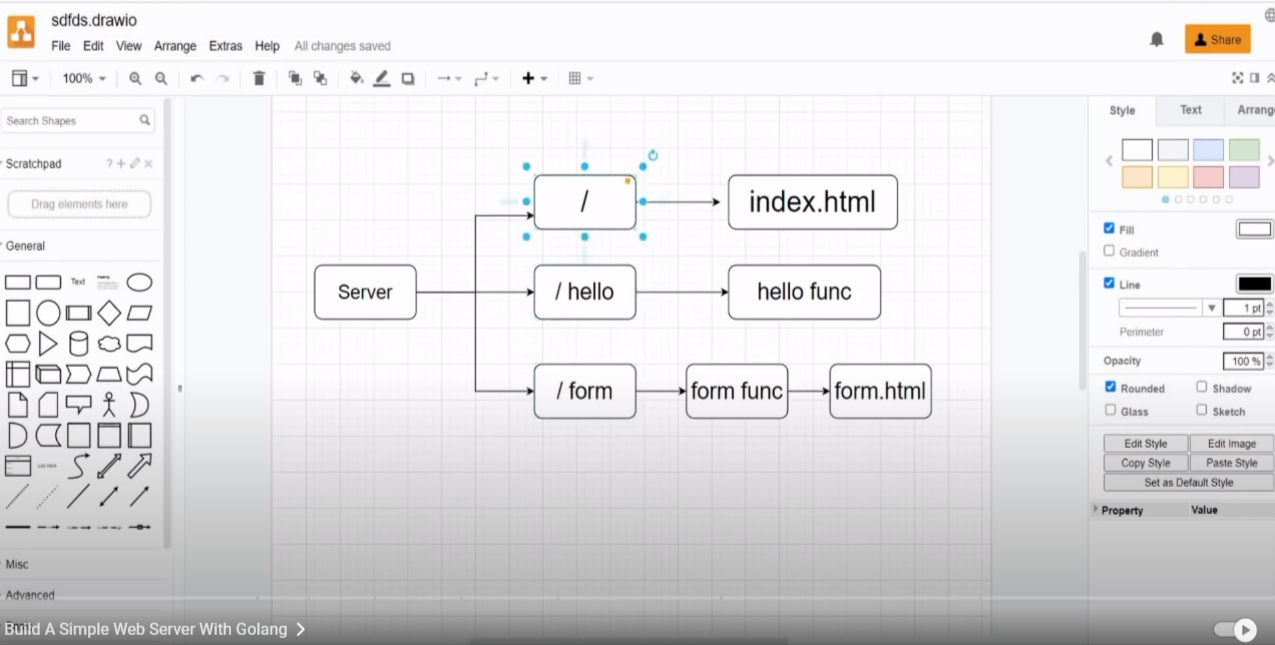 sdfds.drawio
File Edit View Arrange Extras Help All changes saved
Share
100%
Search Shapes
Scratchpad
Drag elements here
General
Text
Misc
Advanced
/
index.html
Server
/ hello
hello func
/ form
form func
form.html
Style Text Arrang
Fill
Gradient
Line
1 pt
Perimeter
0 pt
Opacity
100 %
Rounded Shadow
Glass Sketch
Edit Style Edit Image
Copy Style Paste Style
Set as Default Style
Property Value
Build A Simple Web Server With Golang